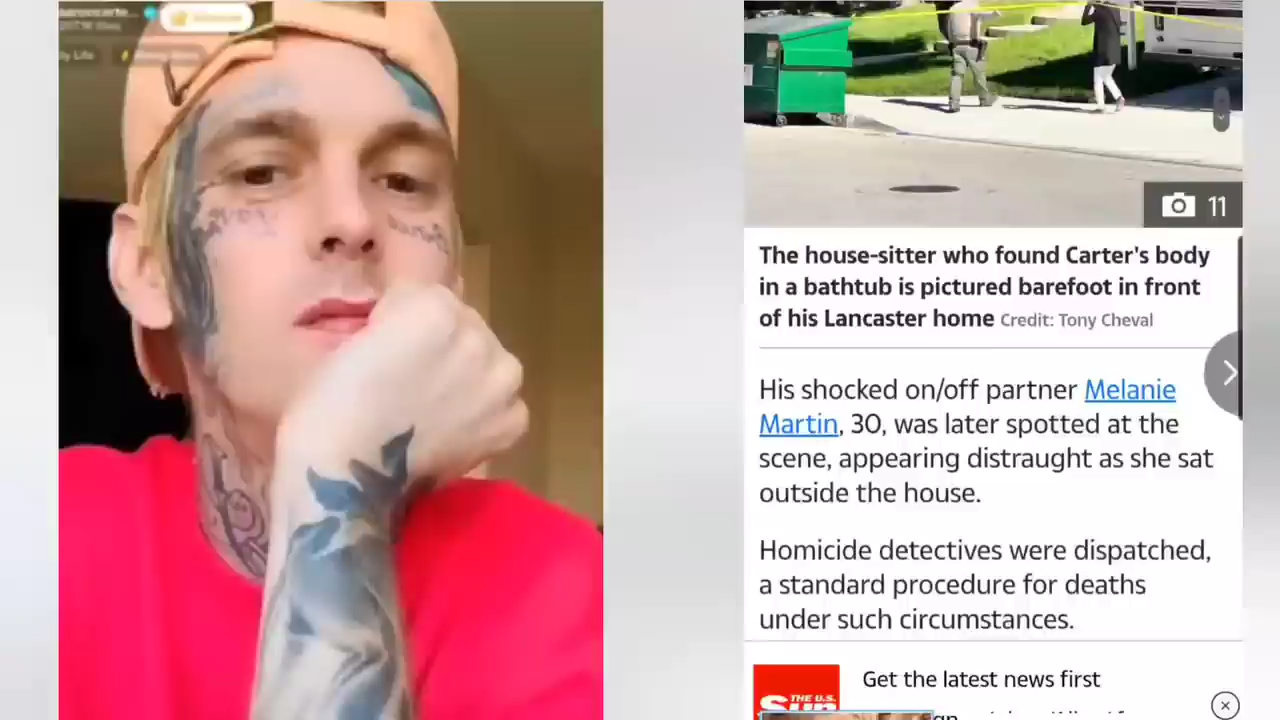 11
The house-sitter who found Carter's body
in a bathtub is pictured barefoot in front
of his Lancaster home Credit: Tony Cheval
His shocked on/off partner Melanie
Martin, 30, was later spotted at the
scene, appearing distraught as she sat
outside the house.
Homicide detectives were dispatched,
a standard procedure for deaths
under such circumstances.
THE U.S.
Sun
Get the latest news first